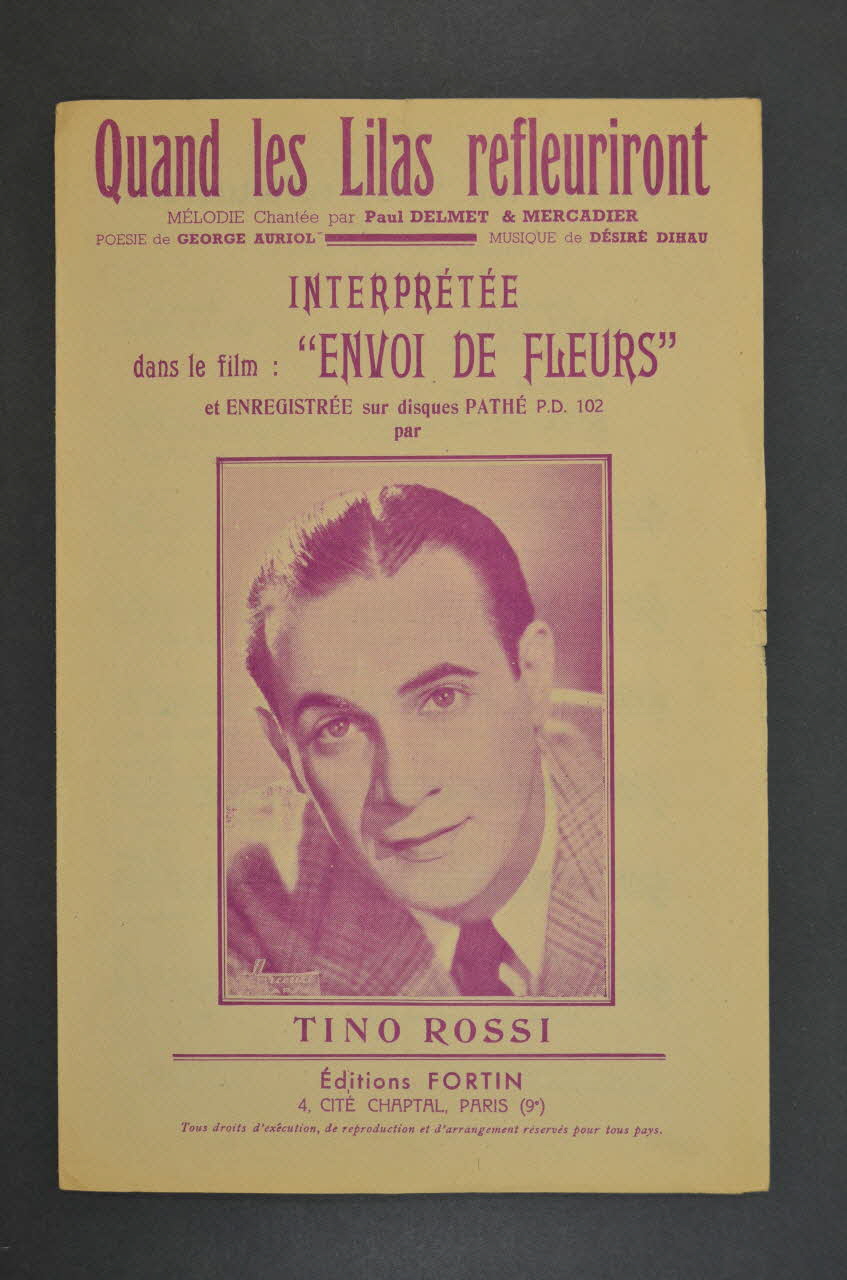 Quand les Lilas refleuriront
MÉLODIE Chantée par Paul DELMET & MERCADIER
POESIE de GEORGE AURIOL MUSIQUE de DÉSIRÉ DIHAU
INTERPRÉTÉE
dans le film : "ENVOI DE FLEURS"
et ENREGISTRÉE sur disques PATHÉ P.D. 102
par
TINO ROSSI
Éditions FORTIN
4, CITÉ CHAPTAL, PARIS (9e)
Tous droits d'exécution, de reproduction et d'arrangement réservés pour tous pays.